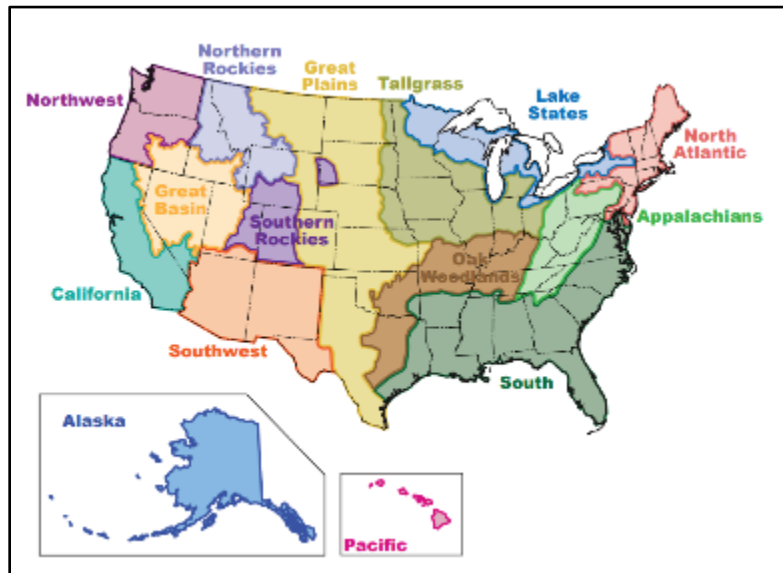 Northern
Rockies
Great
Plains
Tallgrass
Northwest
Lake
States
North
Atlantic
Great
Basin
Southern
Rockies
Appalachians
Oak
Woodlands
California
Southwest
South
Alaska
Pacific